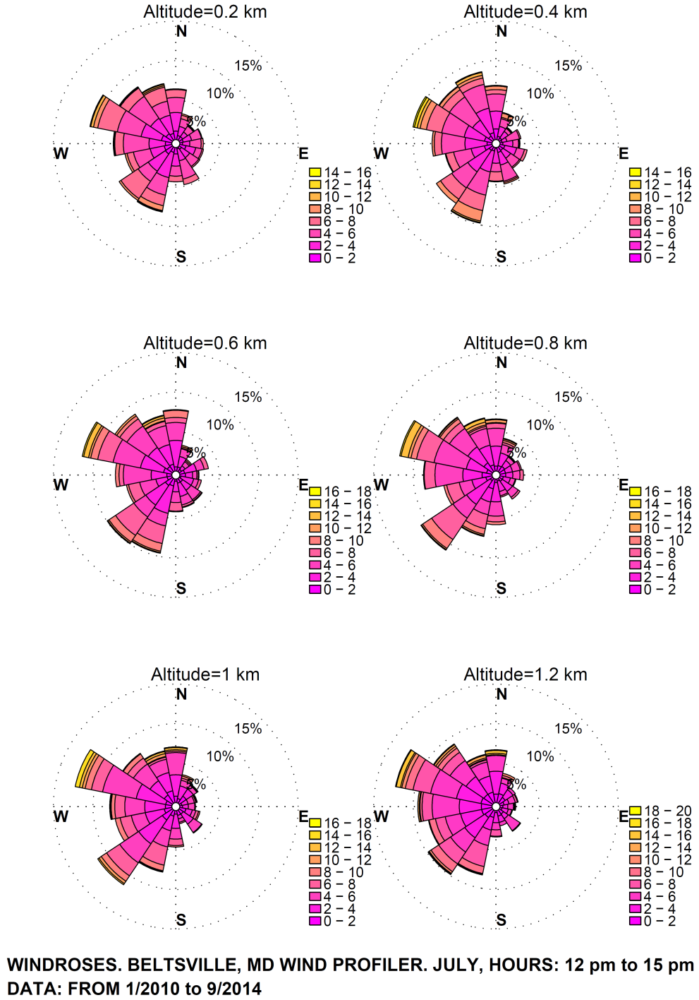 Altitude=0.2 km
N
15%
10%
5%
W
E
S
14 − 16
12 − 14
10 − 12
8 − 10
6 − 8
4 − 6
2 − 4
0 − 2
Altitude=0.4 km
N
15%
10%
5%
W
E
S
14 − 16
12 − 14
10 − 12
8 − 10
6 − 8
4 − 6
2 − 4
0 − 2
Altitude=0.6 km
N
15%
10%
5%
W
E
S
16 − 18
14 − 16
12 − 14
10 − 12
8 − 10
6 − 8
4 − 6
2 − 4
0 − 2
Altitude=0.8 km
N
15%
10%
5%
W
E
S
16 − 18
14 − 16
12 − 14
10 − 12
8 − 10
6 − 8
4 − 6
2 − 4
0 − 2
Altitude=1 km
N
15%
10%
5%
W
E
S
16 − 18
14 − 16
12 − 14
10 − 12
8 − 10
6 − 8
4 − 6
2 − 4
0 − 2
Altitude=1.2 km
N
15%
10%
5%
W
E
S
18 − 20
16 − 18
14 − 16
12 − 14
10 − 12
8 − 10
6 − 8
4 − 6
2 − 4
0 − 2
WINDROSES. BELTSVILLE, MD WIND PROFILER. JULY, HOURS: 12 pm to 15 pm
DATA: FROM 1/2010 to 9/2014